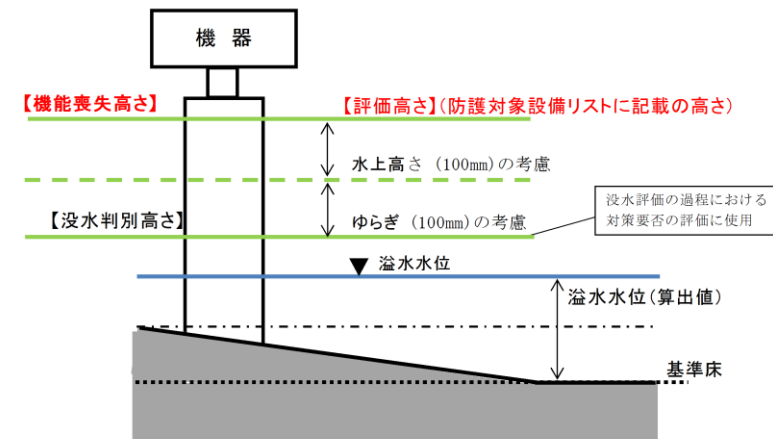 機 器
【機能喪失高さ】
【評価高さ】(防護対象設備リストに記載の高さ)
水上高さ (100mm)の考慮
【没水判別高さ】
ゆらぎ (100mm)の考慮
没水評価の過程における
対策要否の評価に使用
▼ 溢水水位
溢水水位(算出値)
基準床